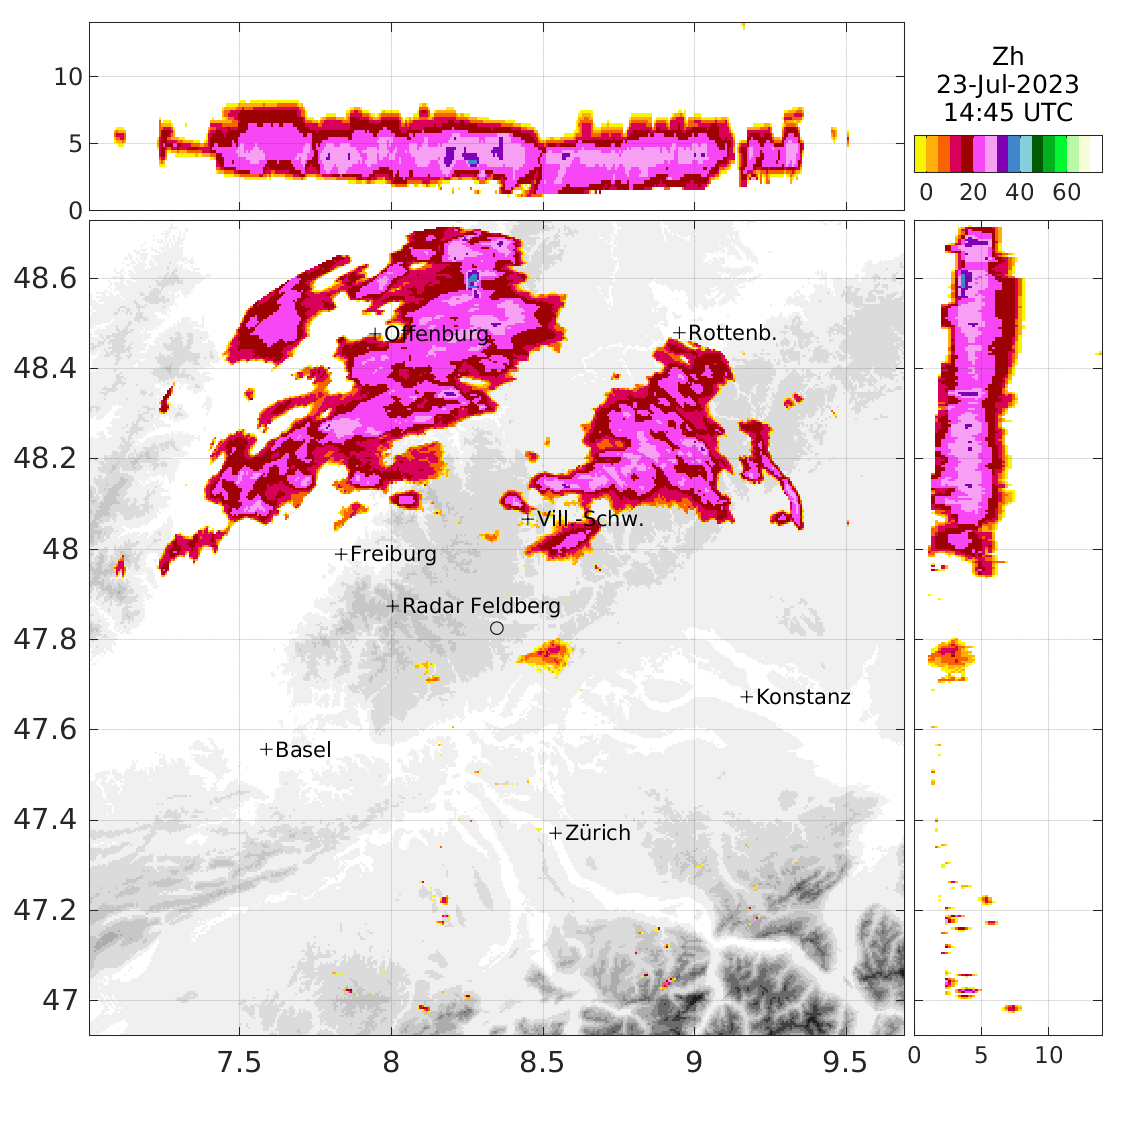 Zh
23-Jul-2023
14:45 UTC
0 20 40 60
10
5
0
48.6
48.4
48.2
48
47.8
47.6
47.4
47.2
47
Offenburg
Rottenb.
Vill.-Schw.
Freiburg
Radar Feldberg
Konstanz
Basel
Zürich
7.5 8 8.5 9 9.5
0 5 10